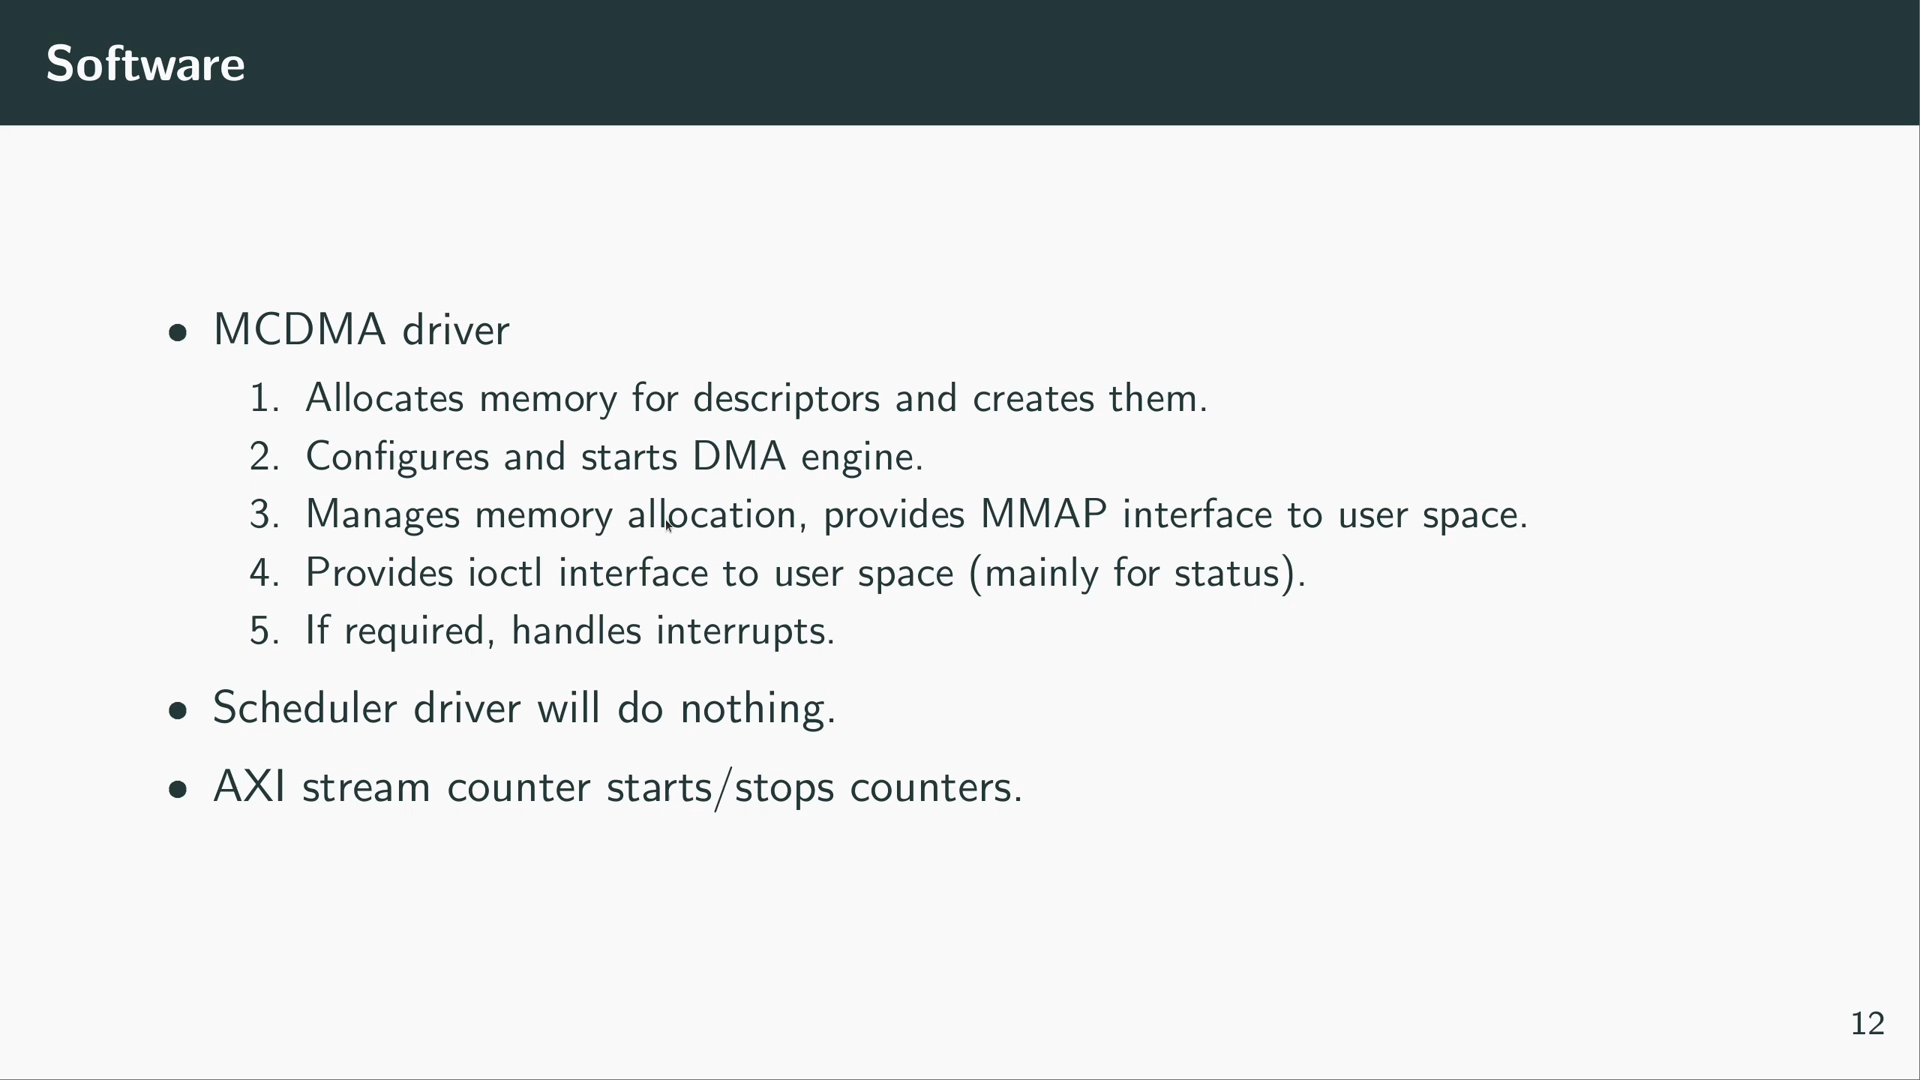 Software
• MCDMA driver
1. Allocates memory for descriptors and creates them.
2. Configures and starts DMA engine.
3. Manages memory allocation, provides MMAP interface to user space.
4. Provides ioctl interface to user space (mainly for status).
5. If required, handles interrupts.
• Scheduler driver will do nothing.
• AXI stream counter starts/stops counters.
12